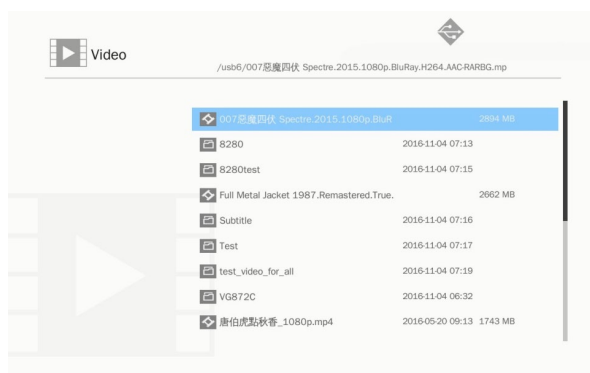 Video
/usb6/007惡魔四伏 Spectre.2015.1080p.BluRay.H264.AAC-RARBG.mp
007惡魔四伏 Spectre.2015.1080p.BluR 2894 MB
8280 2016-11-04 07:13
8280test 2016-11-04 07:15
Full Metal Jacket 1987.Remastered.True. 2662 MB
Subtitle 2016-11-04 07:16
Test 2016-11-04 07:17
test_video_for_all 2016-11-04 07:19
VG872C 2016-11-04 06:32
唐伯虎點秋香_1080p.mp4 2016-05-20 09:13 1743 MB